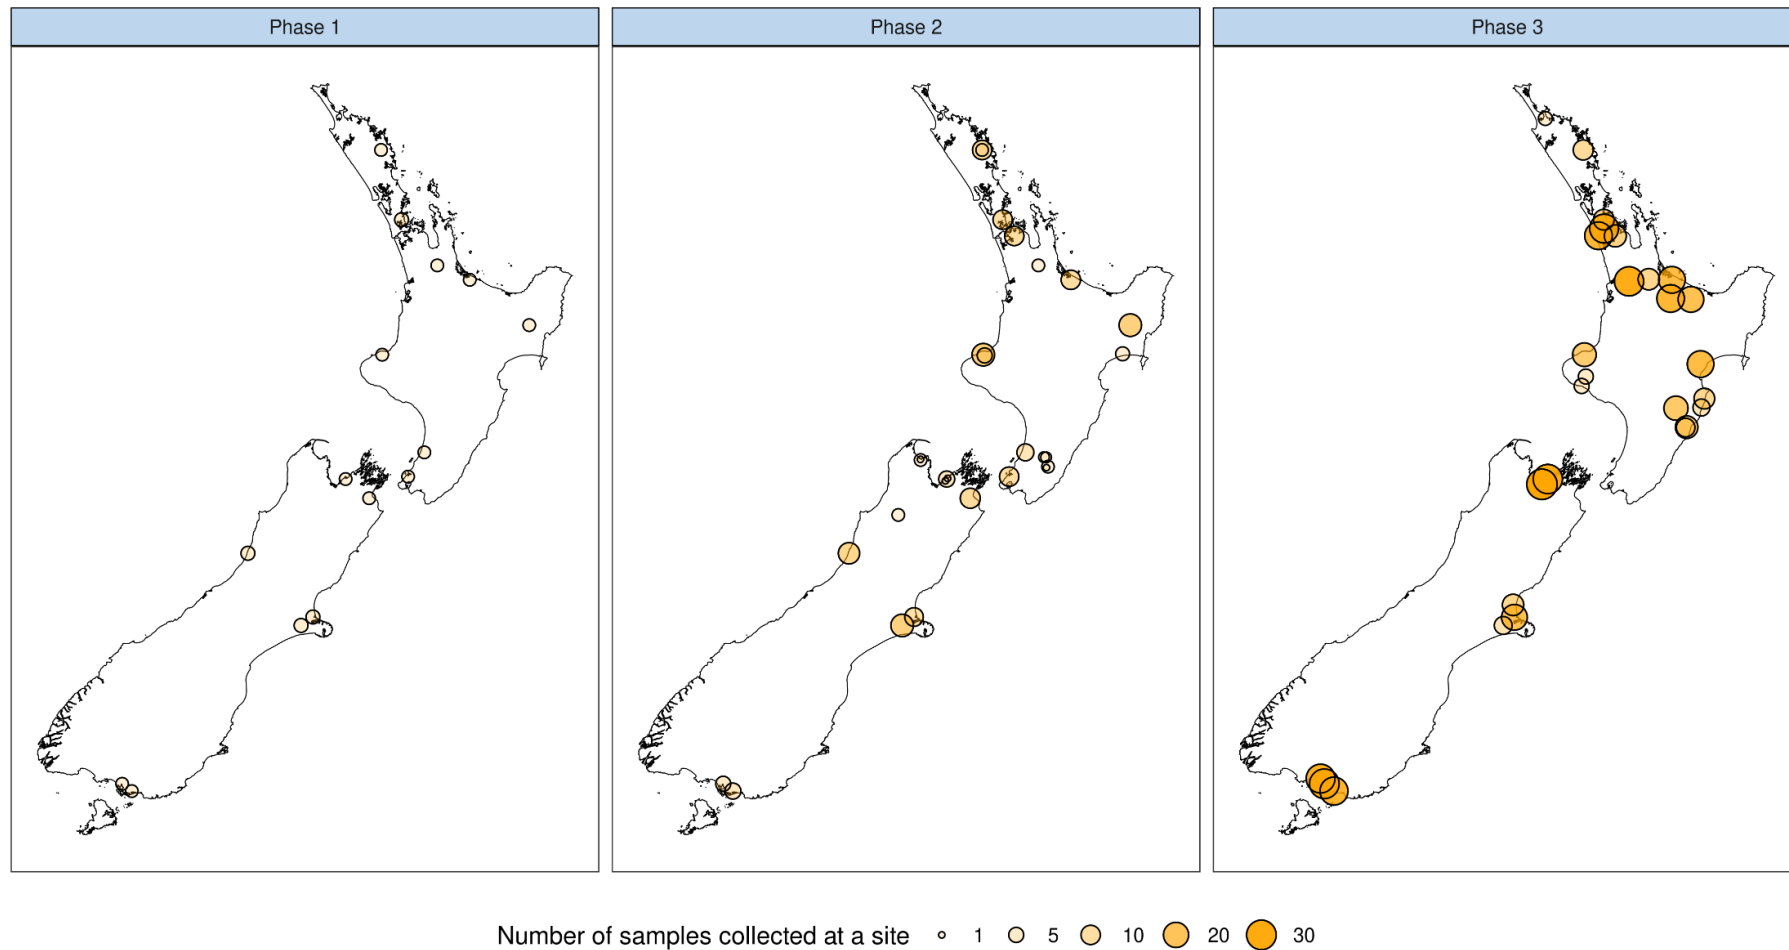 Phase 1
Phase 2
Phase 3
Number of samples collected at a site 1 5 10 20 30